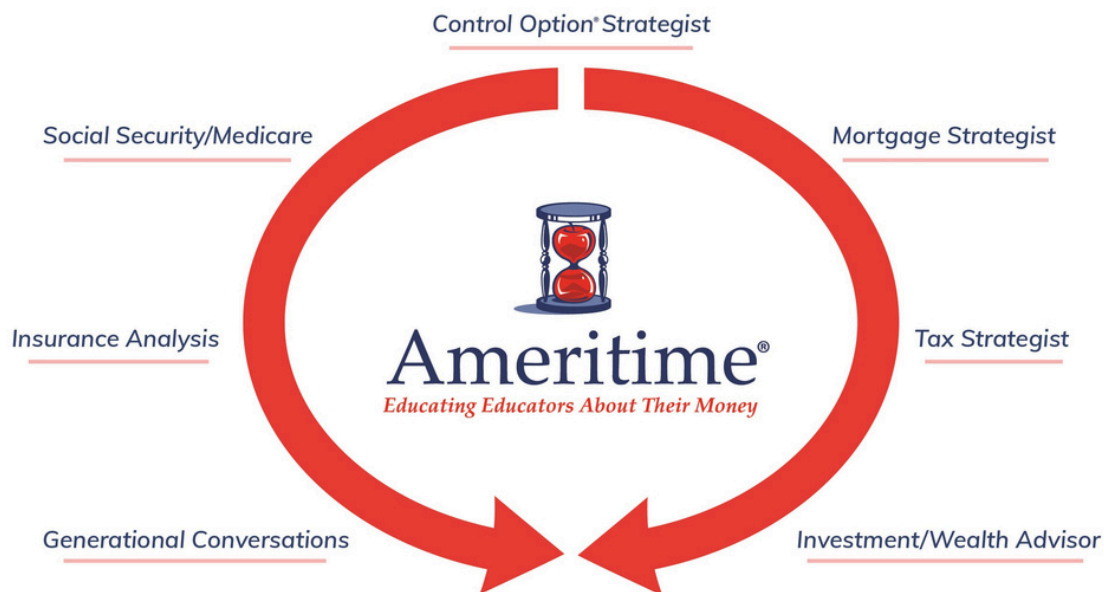 Control Option® Strategist
Social Security/Medicare
Mortgage Strategist
Insurance Analysis
Tax Strategist
Ameritime®
Educating Educators About Their Money
Generational Conversations
Investment/Wealth Advisor